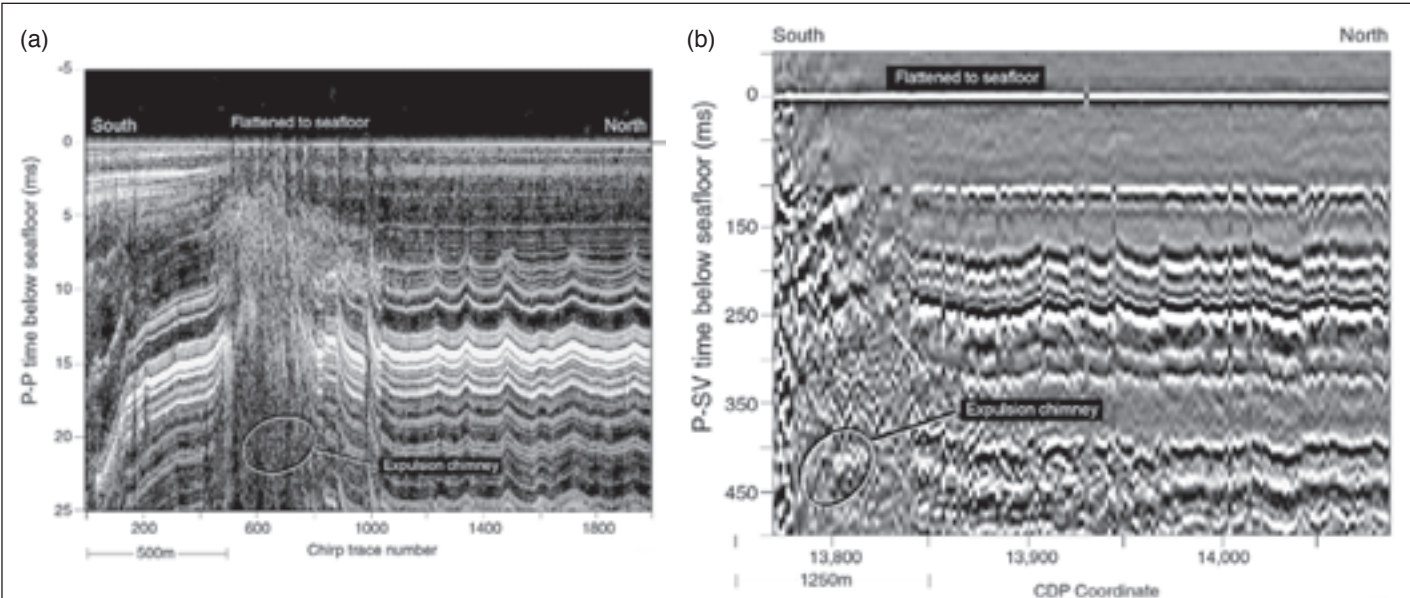 (a)
-5
0
5
10
15
20
25
P-P time below seafloor (ms)
South
Flattened to seafloor
North
Expulsion chimney
200
600
1000
1400
1800
500m
Chirp trace number
(b)
South
North
Flattened to seafloor
0
150
250
350
450
P-SV time below seafloor (ms)
Expulsion chimney
13,800
13,900
14,000
1250m
CDP Coordinate